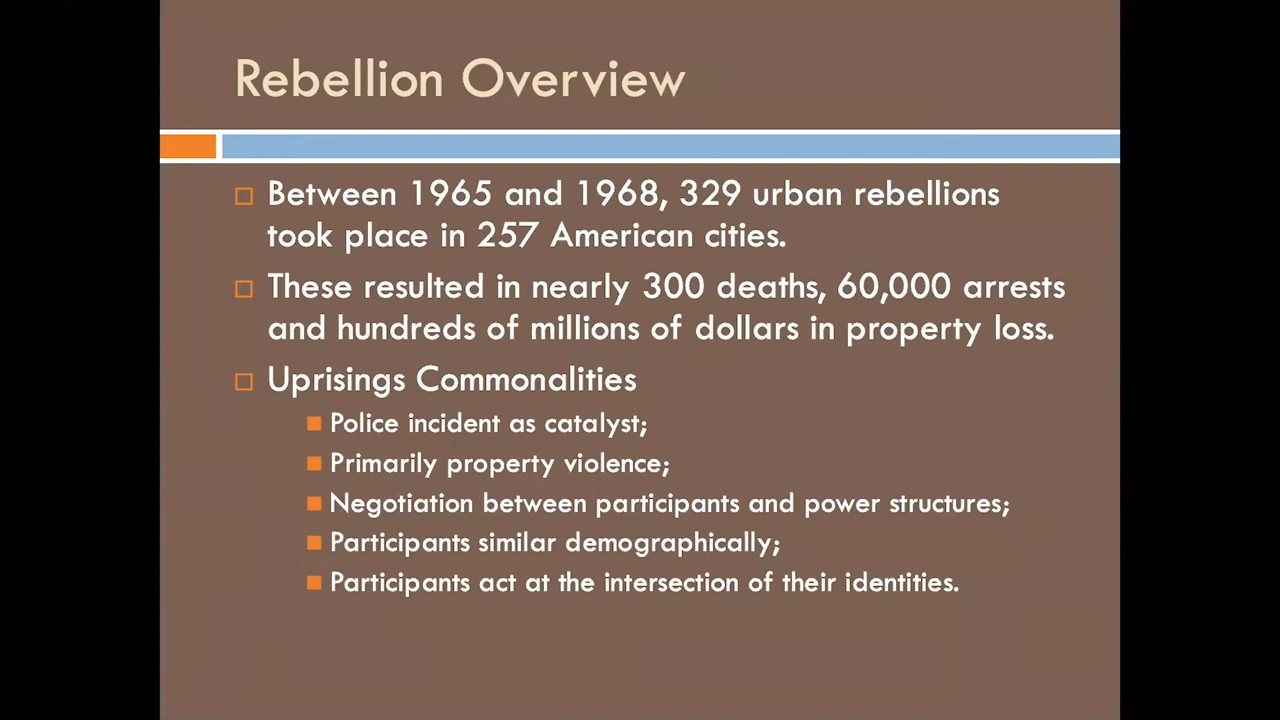 Rebellion Overview
Between 1965 and 1968, 329 urban rebellions
took place in 257 American cities.
These resulted in nearly 300 deaths, 60,000 arrests
and hundreds of millions of dollars in property loss.
Uprisings Commonalities
Police incident as catalyst;
Primarily property violence;
Negotiation between participants and power structures;
Participants similar demographically;
Participants act at the intersection of their identities.